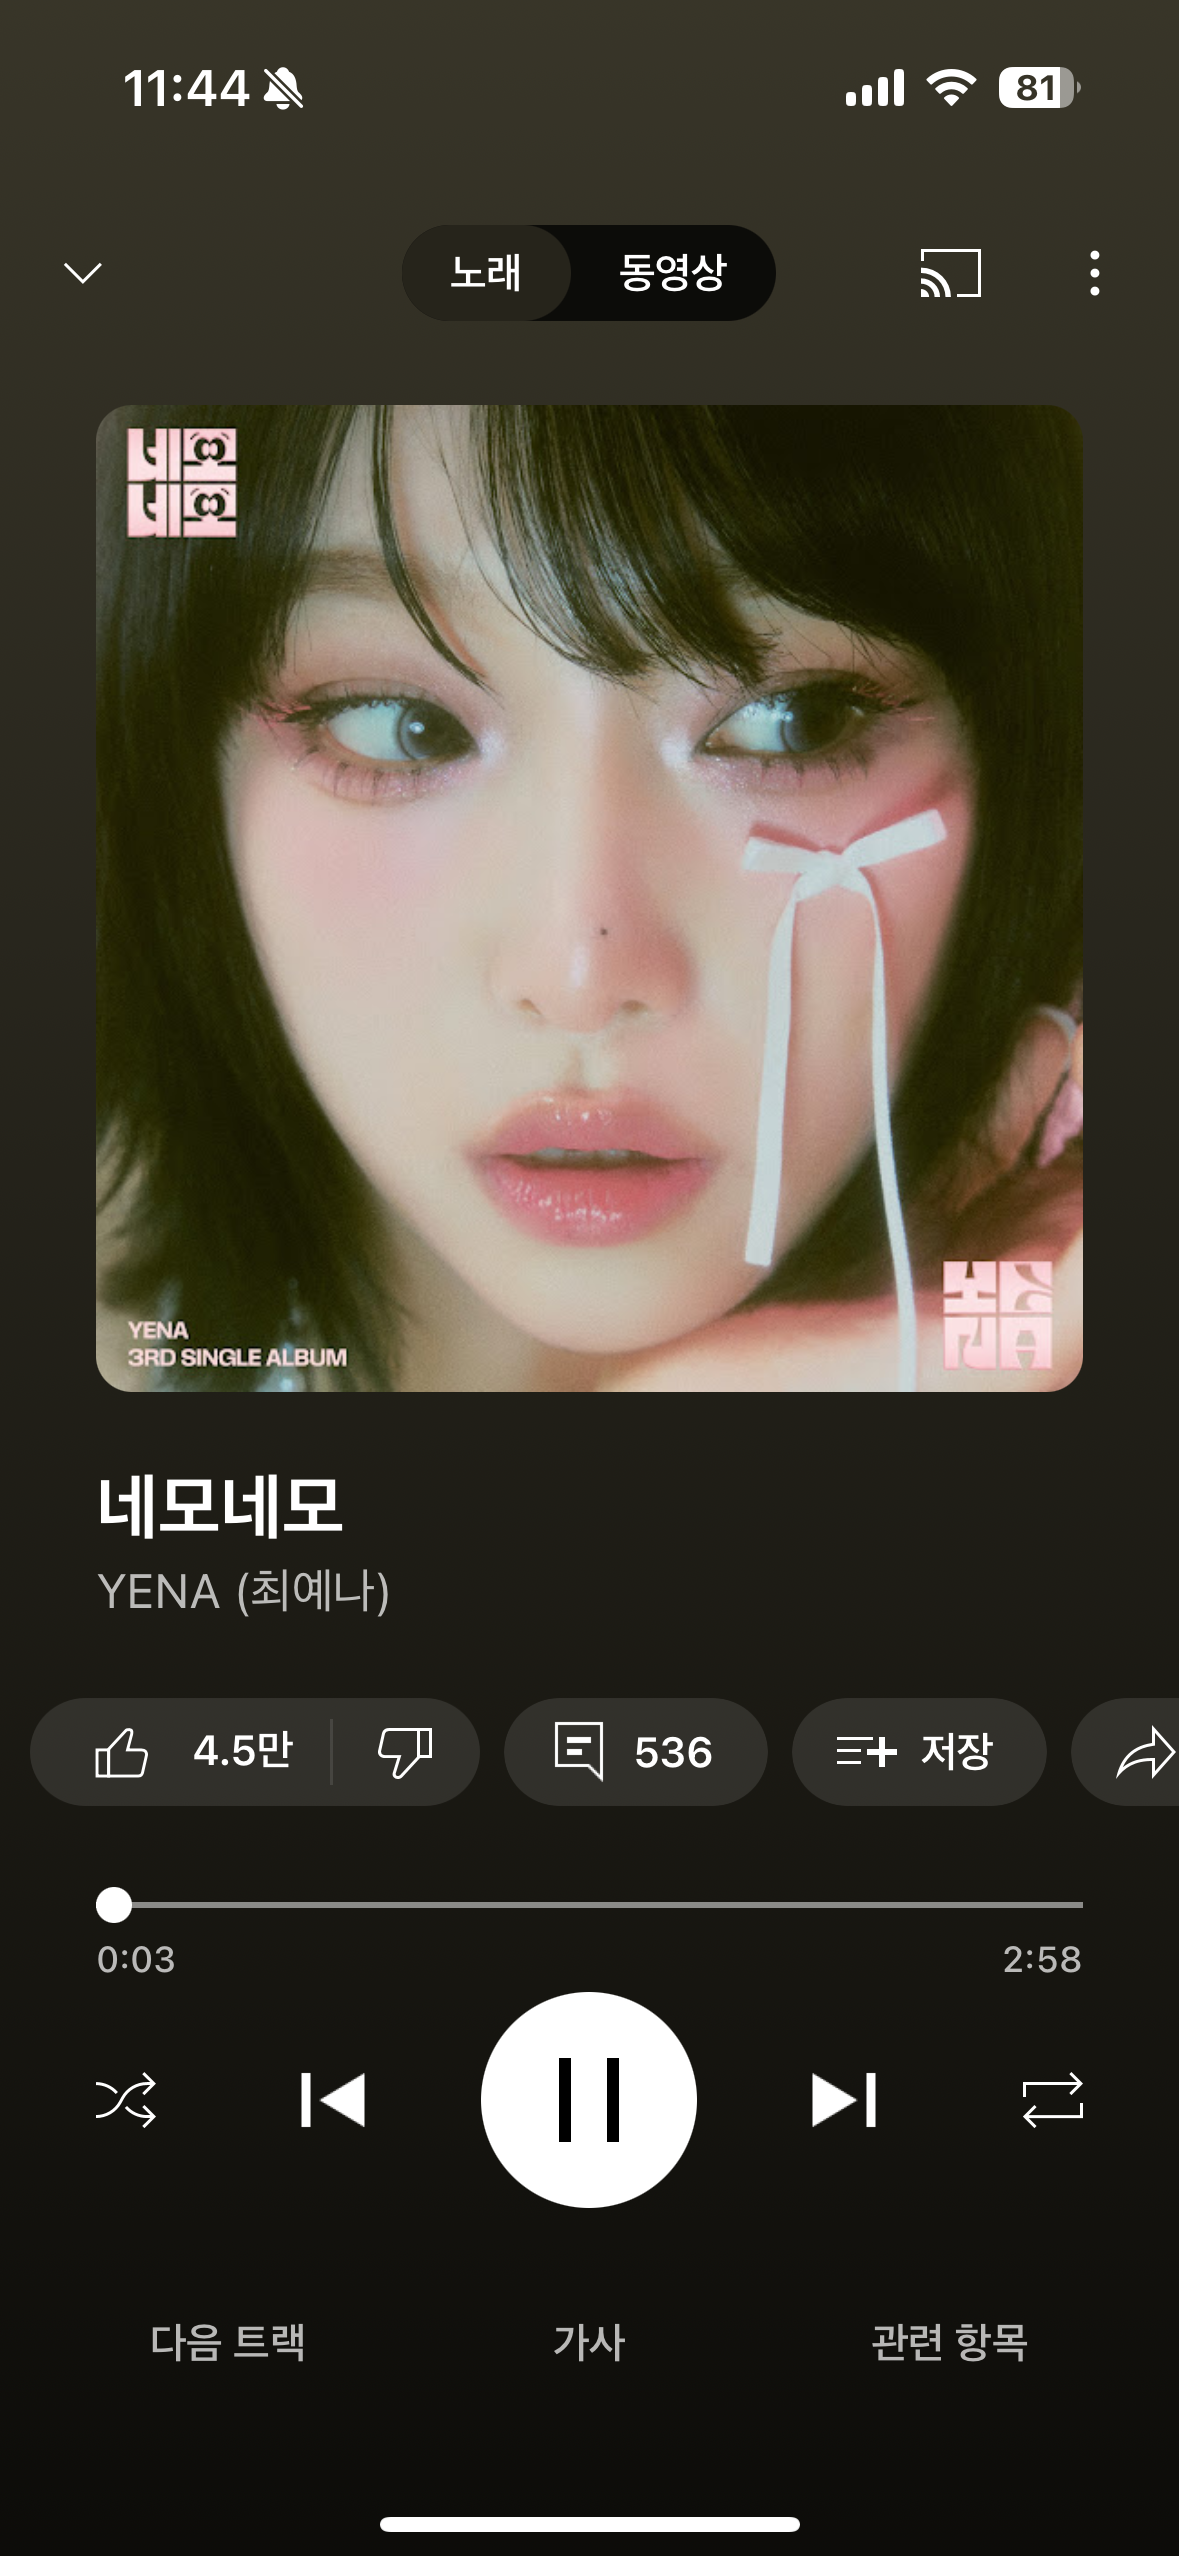 11:44
81
노래 동영상
네모
네모
YENA
3RD SINGLE ALBUM
YE
NA
네모네모
YENA (최예나)
4.5만 536 저장
0:03 2:58
다음 트랙 가사 관련 항목